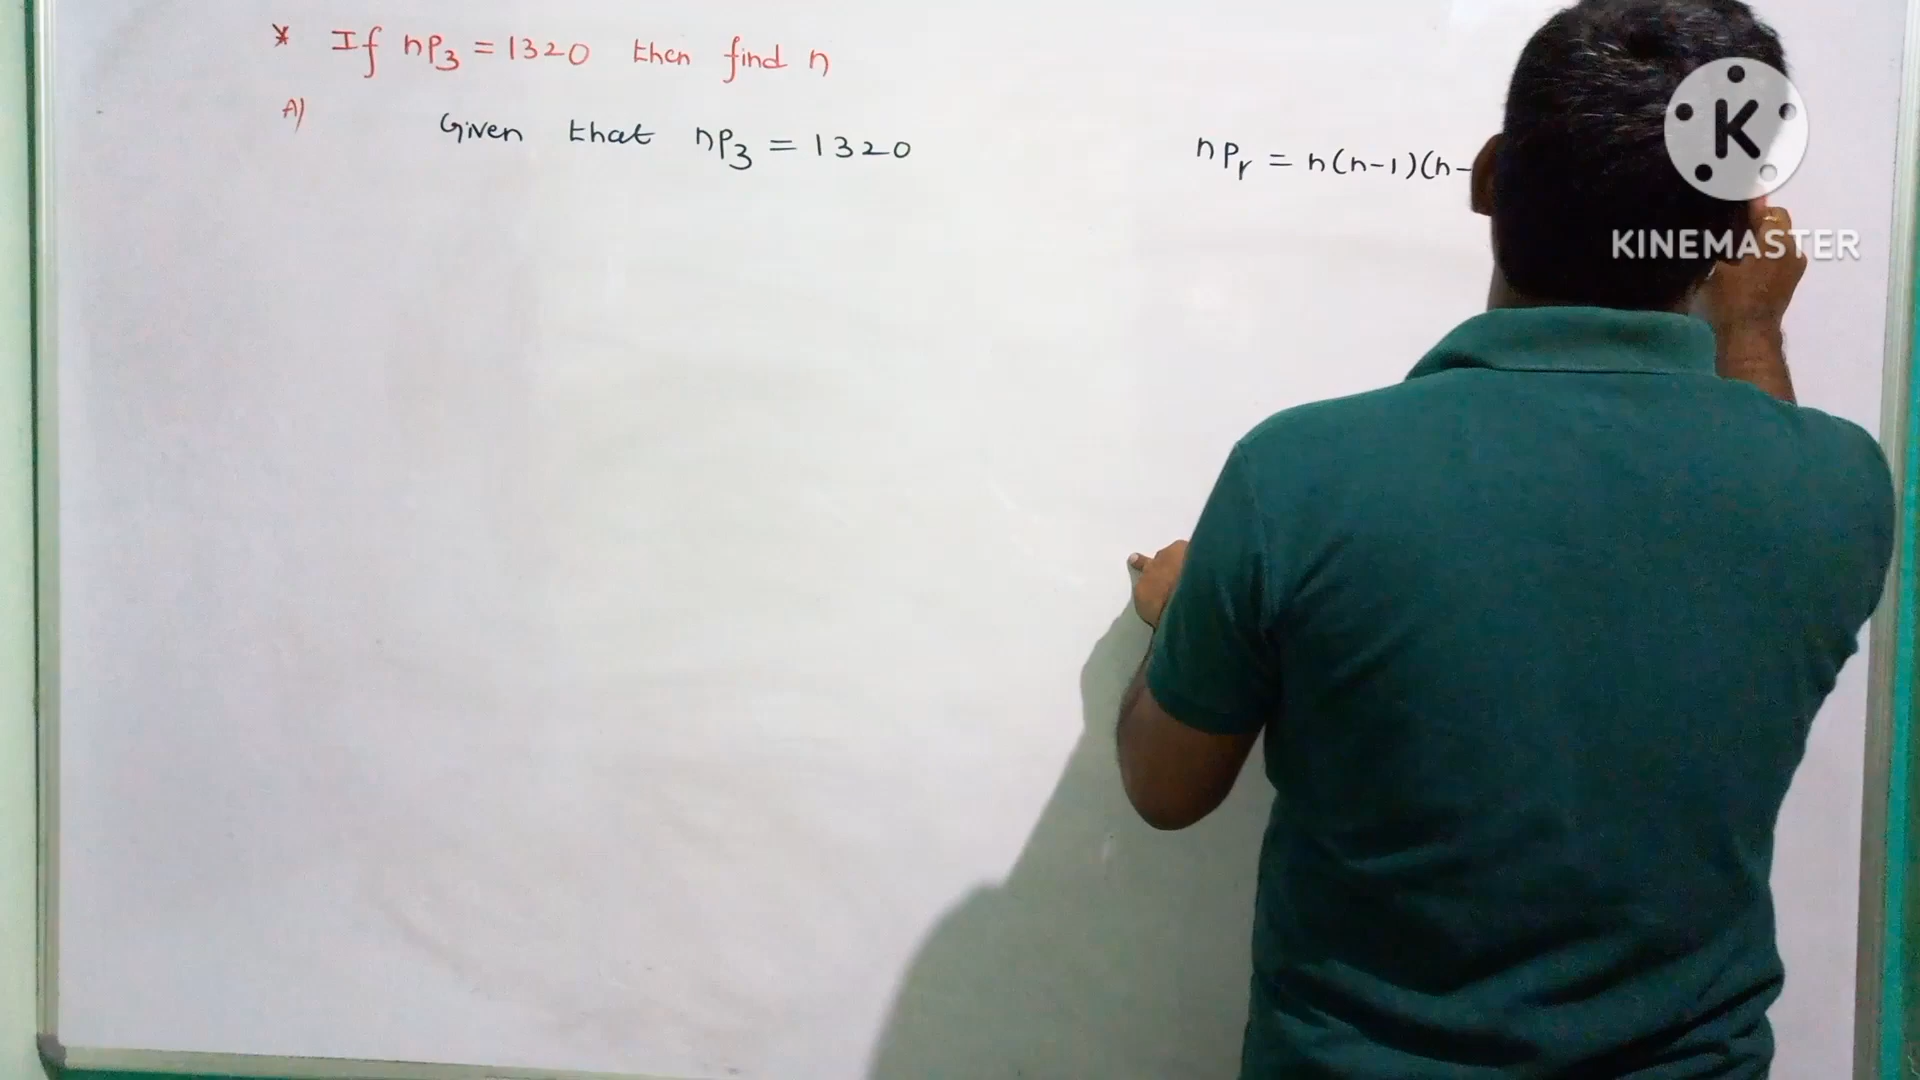 * If nP3 = 1320 then find n
A) Given that nP3 = 1320
nPr = n(n-1)(n-
K
KINEMASTER